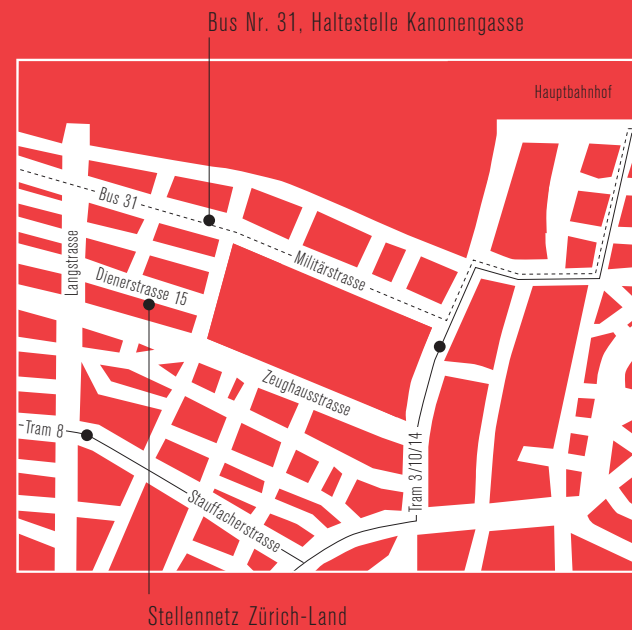 Bus Nr. 31, Haltestelle Kanonengasse
Hauptbahnhof
Bus 31
Langstrasse
Militärstrasse
Dienerstrasse 15
Zeughausstrasse
Tram 8
Tram 3/10/14
Stauffacherstrasse
Stellennetz Zürich-Land